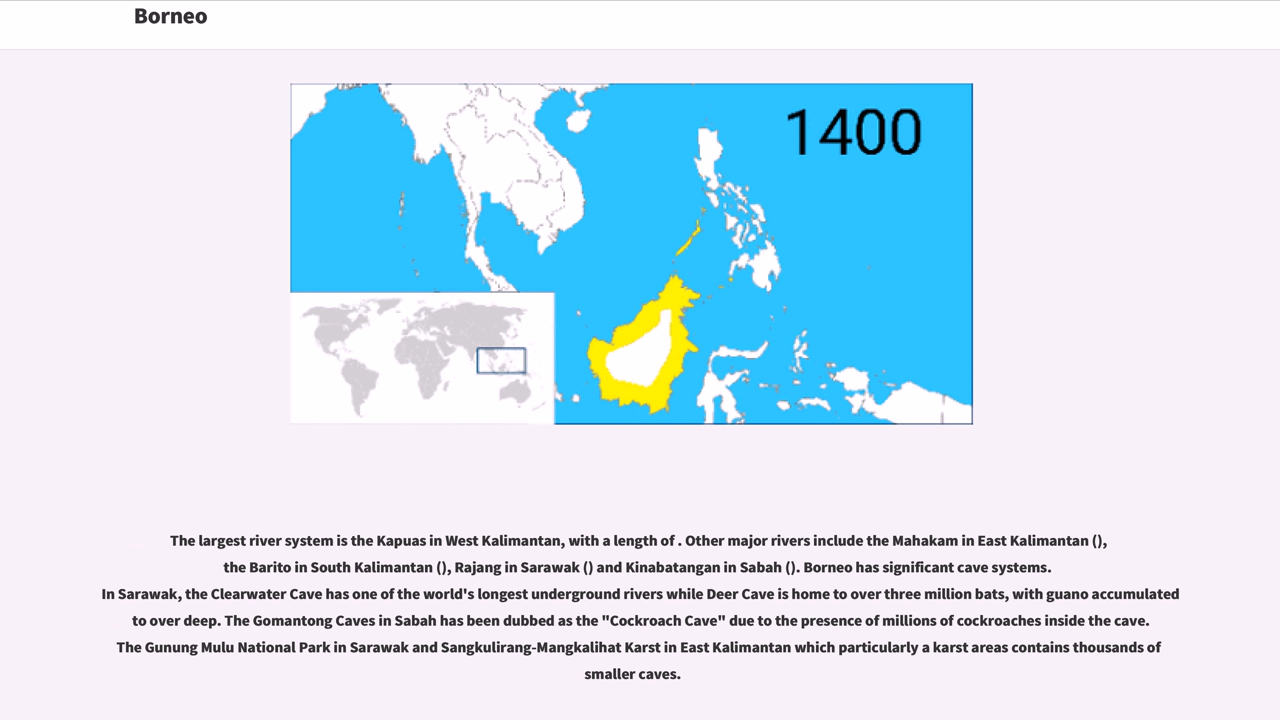 Borneo
1400
The largest river system is the Kapuas in West Kalimantan, with a length of . Other major rivers include the Mahakam in East Kalimantan (),
the Barito in South Kalimantan (), Rajang in Sarawak () and Kinabatangan in Sabah (). Borneo has significant cave systems.
In Sarawak, the Clearwater Cave has one of the world's longest underground rivers while Deer Cave is home to over three million bats, with guano accumulated
to over deep. The Gomantong Caves in Sabah has been dubbed as the "Cockroach Cave" due to the presence of millions of cockroaches inside the cave.
The Gunung Mulu National Park in Sarawak and Sangkulirang-Mangkalihat Karst in East Kalimantan which particularly a karst areas contains thousands of
smaller caves.